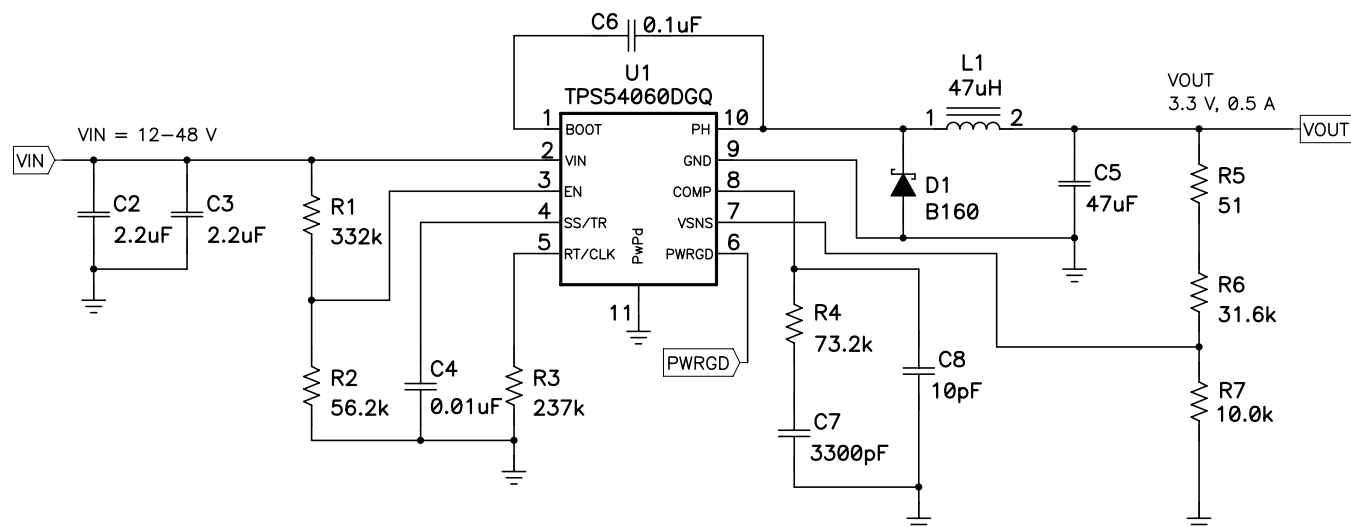 C6
0.1uF
U1
TPS54060DGQ
L1
47uH
VOUT
3.3 V, 0.5 A
VIN = 12-48 V
1
BOOT
PH
10
1
2
VOUT
VIN
2
VIN
GND
9
3
EN
COMP
8
4
SS/TR
VSNS
7
5
RT/CLK
PWRGD
6
PwPd
11
C2
2.2uF
C3
2.2uF
R1
332k
D1
B160
C5
47uF
R5
51
R6
31.6k
R4
73.2k
PWRGD
C8
10pF
R2
56.2k
C4
0.01uF
R3
237k
R7
10.0k
C7
3300pF